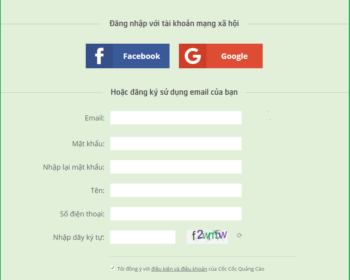 Đăng nhập với tài khoản mạng xã hội
Facebook
Google
Hoặc đăng ký sử dụng email của bạn
Email:
Mật khẩu:
Nhập lại mật khẩu:
Tên:
Số điện thoại:
Nhập dãy ký tự:
Tôi đồng ý với điều kiện và điều khoản của Cốc Cốc Quảng Cáo